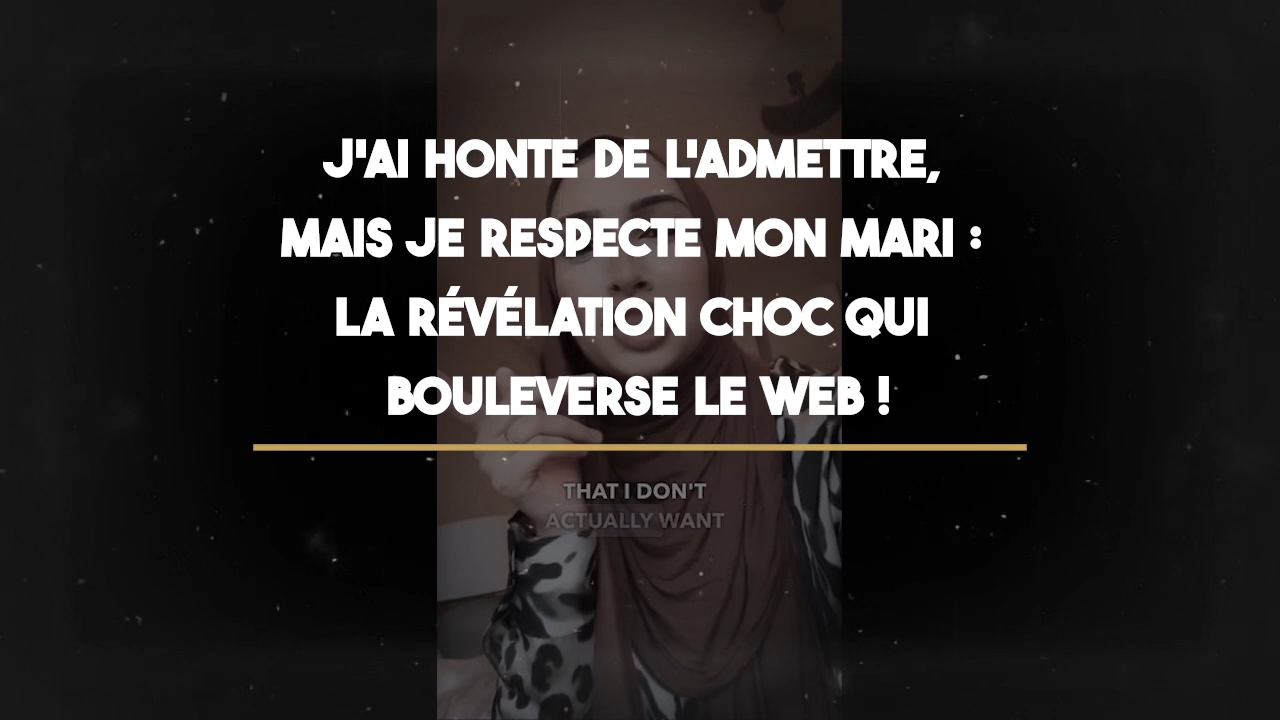 J'AI HONTE DE L'ADMETTRE,
MAIS JE RESPECTE MON MARI :
LA RÉVÉLATION CHOC QUI
BOULEVERSE LE WEB !
THAT I DON'T
ACTUALLY WANT